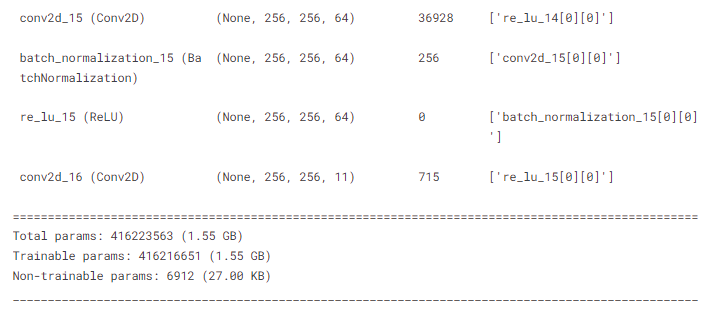 conv2d_15 (Conv2D) (None, 256, 256, 64) 36928 ['re_lu_14[0][0]']
batch_normalization_15 (Ba (None, 256, 256, 64) 256 ['conv2d_15[0][0]']
tchNormalization)
re_lu_15 (ReLU) (None, 256, 256, 64) 0 ['batch_normalization_15[0][0]
']
conv2d_16 (Conv2D) (None, 256, 256, 11) 715 ['re_lu_15[0][0]']
==================================================================================================
Total params: 416223563 (1.55 GB)
Trainable params: 416216651 (1.55 GB)
Non-trainable params: 6912 (27.00 KB)
__________________________________________________________________________________________________